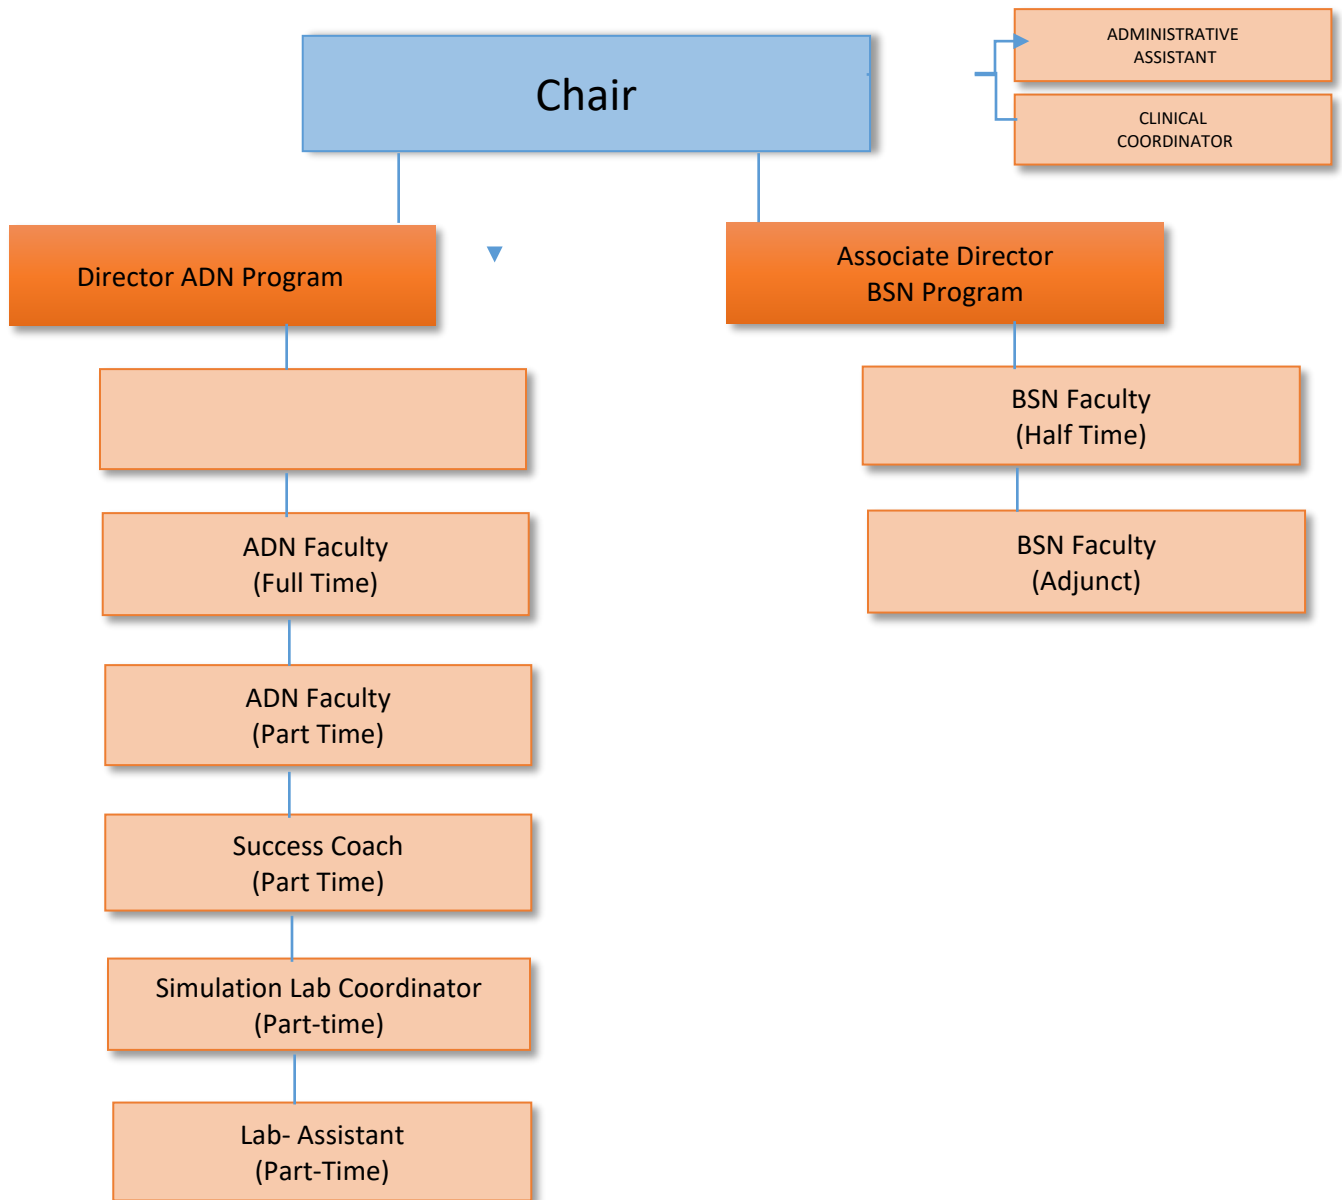 Chair
ADMINISTRATIVE
ASSISTANT
CLINICAL
COORDINATOR
Director ADN Program
Associate Director
BSN Program
BSN Faculty
(Half Time)
ADN Faculty
(Full Time)
BSN Faculty
(Adjunct)
ADN Faculty
(Part Time)
Success Coach
(Part Time)
Simulation Lab Coordinator
(Part-time)
Lab- Assistant
(Part-Time)